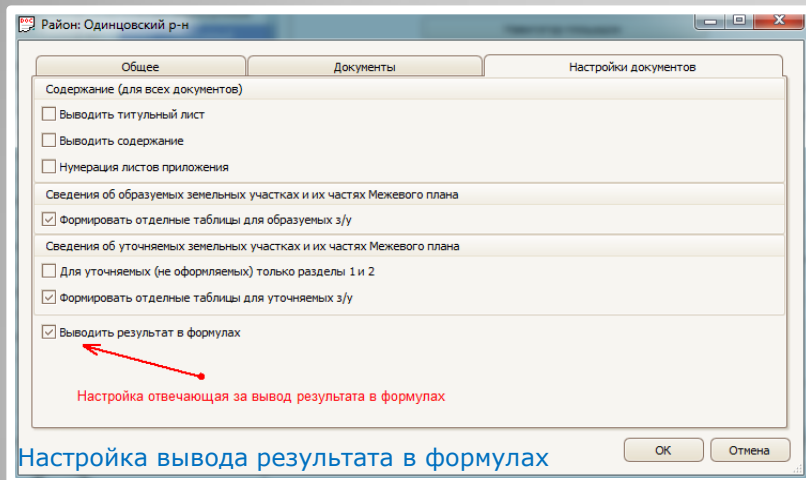 Район: Одинцовский р-н
Общее
Документы
Настройки документов
Содержание (для всех документов)
Выводить титульный лист
Выводить содержание
Нумерация листов приложения
Сведения об образуемых земельных участках и их частях Межевого плана
Формировать отделные таблицы для образуемых з/у
Сведения об уточняемых земельных участках и их частях Межевого плана
Для уточняемых (не оформляемых) только разделы 1 и 2
Формировать отделные таблицы для уточняемых з/у
Выводить результат в формулах
Настройка отвечающая за вывод результата в формулах
ОК
Отмена
Настройка вывода результата в формулах